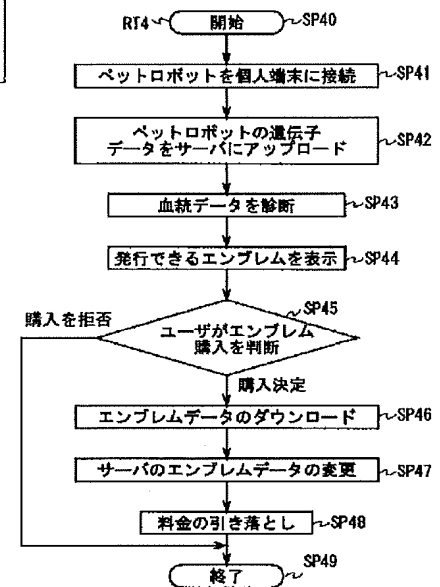 RT4 開始 SP40
ペットロボットを個人端末に接続 SP41
ペットロボットの遺伝子
データをサーバにアップロード SP42
血統データを診断 SP43
発行できるエンブレムを表示 SP44
SP45
購入を拒否
ユーザがエンブレム
購入を判断
購入決定
エンブレムデータのダウンロード SP46
サーバのエンブレムデータの変更 SP47
料金の引き落とし SP48
終了 SP49